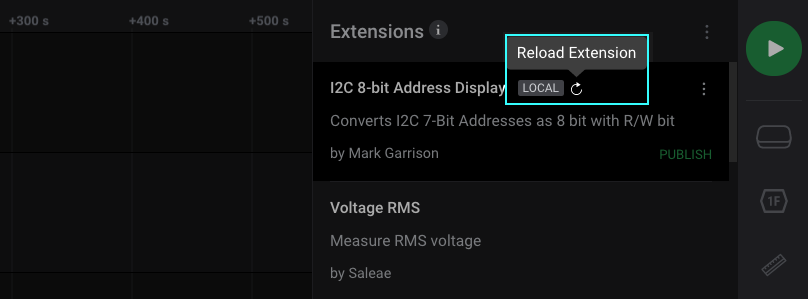 +300 s
+400 s
+500 s
Extensions
Reload Extension
I2C 8-bit Address Display
LOCAL
Converts I2C 7-Bit Addresses as 8 bit with R/W bit
by Mark Garrison
PUBLISH
Voltage RMS
Measure RMS voltage
by Saleae
1F